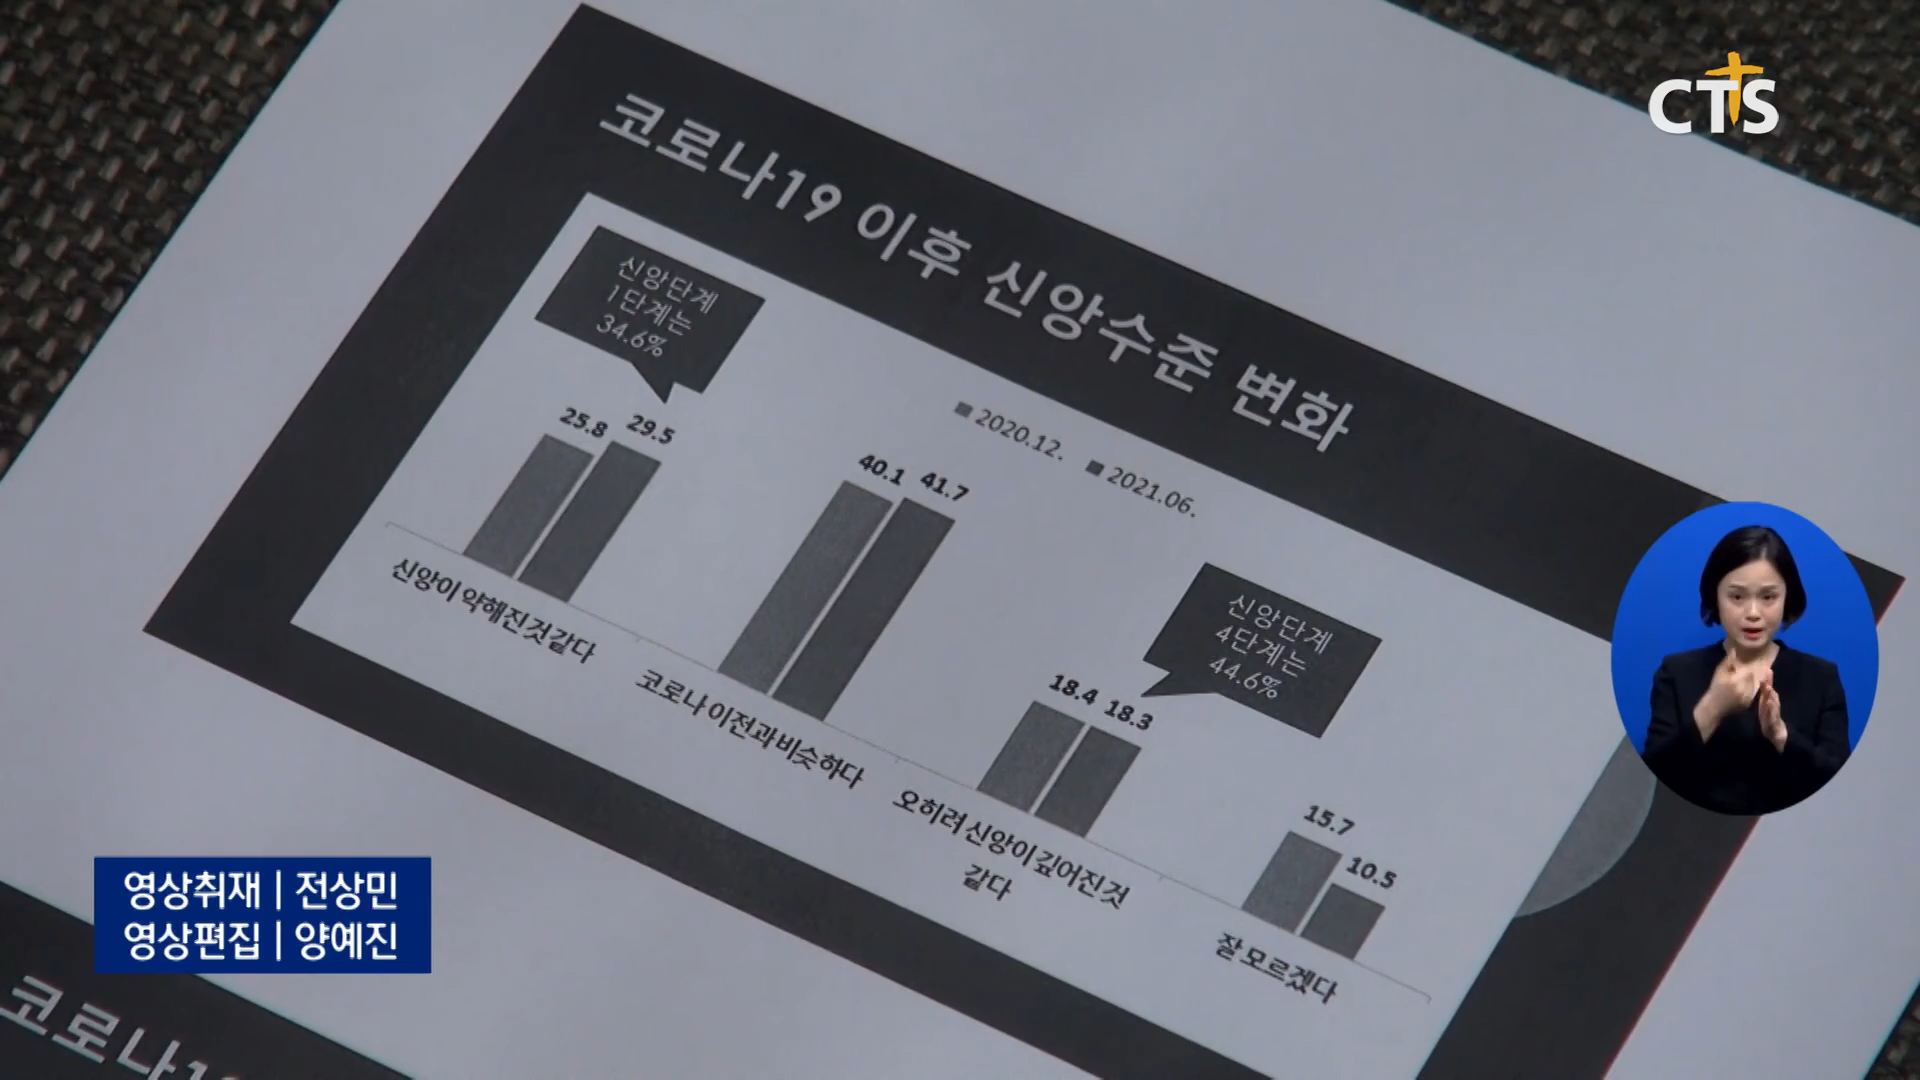 CTS
코로나19 이후 신앙수준 변화
신앙단계
1단계는
34.6%
2020.12.
2021.06.
25.8
29.5
40.1
41.7
18.4
18.3
15.7
10.5
신앙단계
4단계는
44.6%
신앙이 약해진것같다
코로나 이전과 비슷하다
오히려 신앙이 깊어진 것
같다
잘 모르겠다
영상취재 | 전상민
영상편집 | 양예진